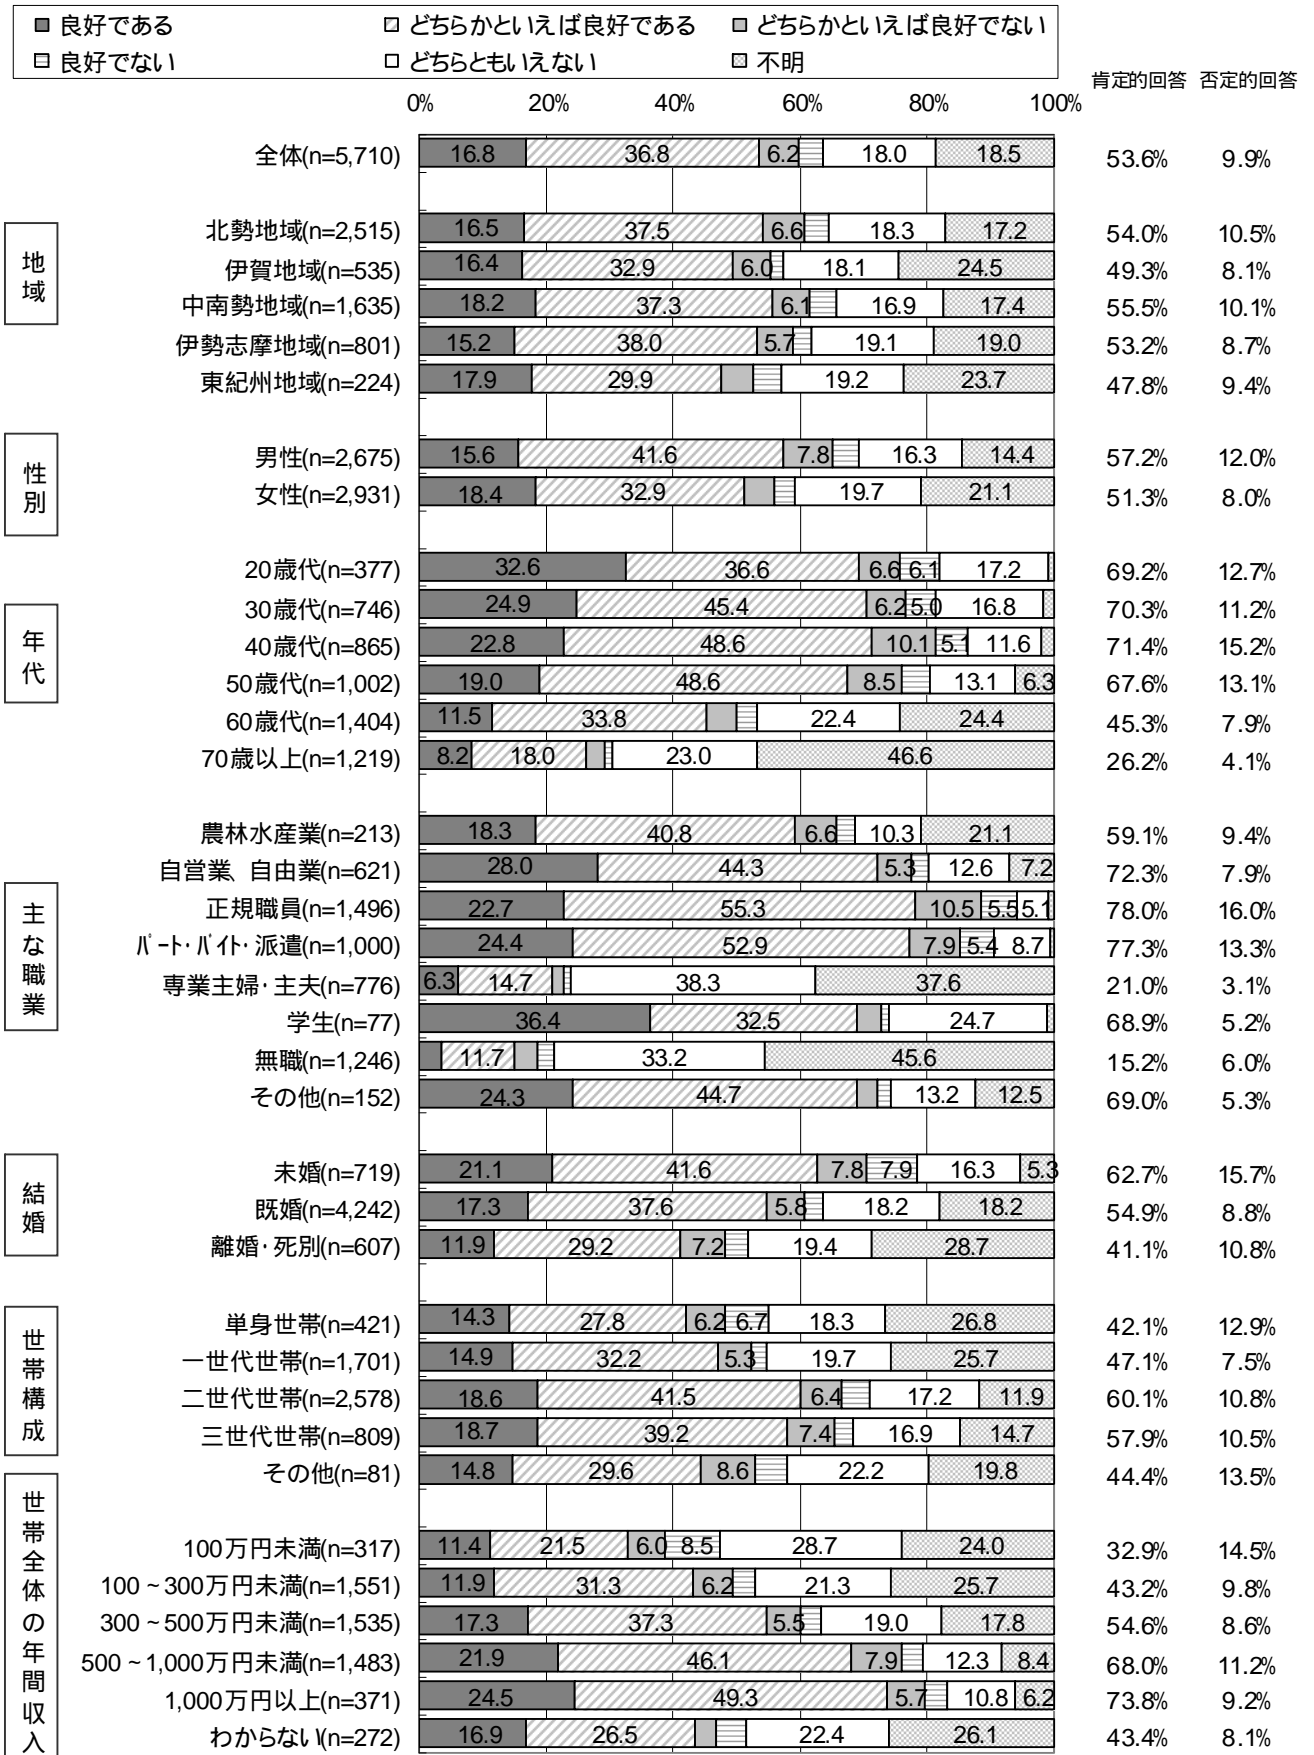 ■ 良好である ▨ どちらかといえば良好である ■ どちらかといえば良好でない
良好でない □ どちらともいえない 不明
肯定的回答 否定的回答
0% 20% 40% 60% 80% 100%
全体(n=5,710) 16.8 36.8 6.2 18.0 18.5 53.6% 9.9%
地域
北勢地域(n=2,515) 16.5 37.5 6.6 18.3 17.2 54.0% 10.5%
伊賀地域(n=535) 16.4 32.9 6.0 18.1 24.5 49.3% 8.1%
中南勢地域(n=1,635) 18.2 37.3 6.1 16.9 17.4 55.5% 10.1%
伊勢志摩地域(n=801) 15.2 38.0 5.7 19.1 19.0 53.2% 8.7%
東紀州地域(n=224) 17.9 29.9 19.2 23.7 47.8% 9.4%
性別
男性(n=2,675) 15.6 41.6 7.8 16.3 14.4 57.2% 12.0%
女性(n=2,931) 18.4 32.9 19.7 21.1 51.3% 8.0%
年代
20歳代(n=377) 32.6 36.6 6.6 6.1 17.2 69.2% 12.7%
30歳代(n=746) 24.9 45.4 6.2 5.0 16.8 70.3% 11.2%
40歳代(n=865) 22.8 48.6 10.1 5.1 11.6 71.4% 15.2%
50歳代(n=1,002) 19.0 48.6 8.5 13.1 6.3 67.6% 13.1%
60歳代(n=1,404) 11.5 33.8 22.4 24.4 45.3% 7.9%
70歳以上(n=1,219) 8.2 18.0 23.0 46.6 26.2% 4.1%
主な職業
農林水産業(n=213) 18.3 40.8 6.6 10.3 21.1 59.1% 9.4%
自営業、自由業(n=621) 28.0 44.3 5.3 12.6 7.2 72.3% 7.9%
正規職員(n=1,496) 22.7 55.3 10.5 5.5 5.1 78.0% 16.0%
ﾊﾟｰﾄ･ﾊﾞｲﾄ･派遣(n=1,000) 24.4 52.9 7.9 5.4 8.7 77.3% 13.3%
専業主婦･主夫(n=776) 6.3 14.7 38.3 37.6 21.0% 3.1%
学生(n=77) 36.4 32.5 24.7 68.9% 5.2%
無職(n=1,246) 11.7 33.2 45.6 15.2% 6.0%
その他(n=152) 24.3 44.7 13.2 12.5 69.0% 5.3%
結婚
未婚(n=719) 21.1 41.6 7.8 7.9 16.3 5.3 62.7% 15.7%
既婚(n=4,242) 17.3 37.6 5.8 18.2 18.2 54.9% 8.8%
離婚･死別(n=607) 11.9 29.2 7.2 19.4 28.7 41.1% 10.8%
世帯構成
単身世帯(n=421) 14.3 27.8 6.2 6.7 18.3 26.8 42.1% 12.9%
一世代世帯(n=1,701) 14.9 32.2 5.3 19.7 25.7 47.1% 7.5%
二世代世帯(n=2,578) 18.6 41.5 6.4 17.2 11.9 60.1% 10.8%
三世代世帯(n=809) 18.7 39.2 7.4 16.9 14.7 57.9% 10.5%
その他(n=81) 14.8 29.6 8.6 22.2 19.8 44.4% 13.5%
世帯全体の年間収入
100万円未満(n=317) 11.4 21.5 6.0 8.5 28.7 24.0 32.9% 14.5%
100～300万円未満(n=1,551) 11.9 31.3 6.2 21.3 25.7 43.2% 9.8%
300～500万円未満(n=1,535) 17.3 37.3 5.5 19.0 17.8 54.6% 8.6%
500～1,000万円未満(n=1,483) 21.9 46.1 7.9 12.3 8.4 68.0% 11.2%
1,000万円以上(n=371) 24.5 49.3 5.7 10.8 6.2 73.8% 9.2%
わからない(n=272) 16.9 26.5 22.4 26.1 43.4% 8.1%